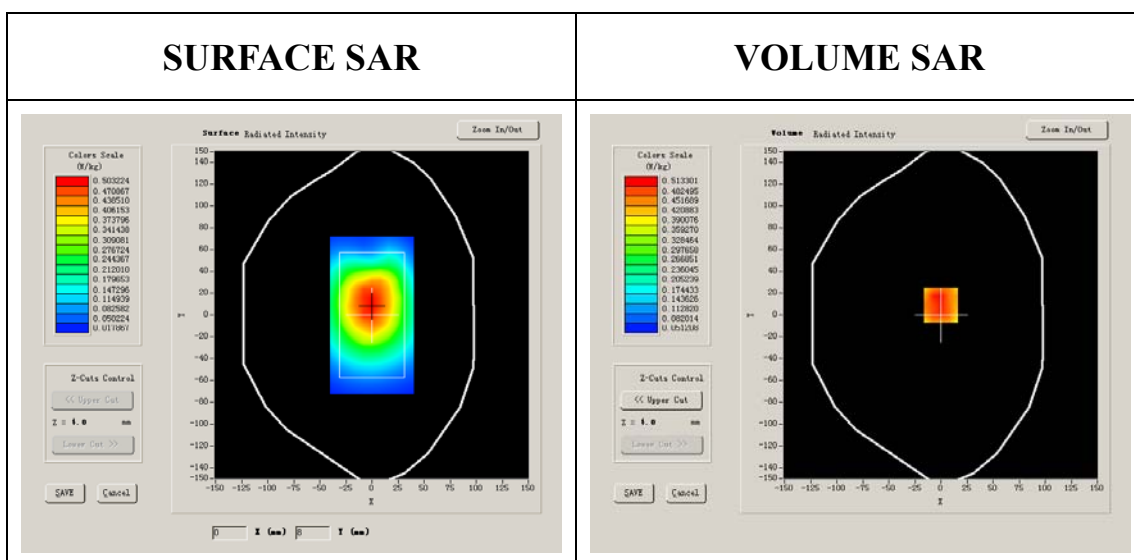 SURFACE SAR
VOLUME SAR
Surface Radiated Intensity
Zoom In/Out
Colors Scale
(W/kg)
0.503224
0.470867
0.438510
0.406153
0.373796
0.341438
0.309081
0.276724
0.244367
0.212010
0.179653
0.147296
0.114939
0.082582
0.050224
0.017867
150
140
120
100
80
60
40
20
0
-20
-40
-60
-80
-100
-120
-140
-150
Y
-150 -125 -100 -75 -50 -25 0 25 50 75 100 125 150
X
Z-Cuts Control
<< Upper Cut
Z = 4.0 mm
Lower Cut >>
SAVE Cancel
0 X (mm) 8 Y (mm)
Volume Radiated Intensity
Zoom In/Out
Colors Scale
(W/kg)
0.513301
0.482495
0.451689
0.420883
0.390076
0.359270
0.328464
0.297658
0.266851
0.236045
0.205239
0.174433
0.143626
0.112820
0.082014
0.051208
150
140
120
100
80
60
40
20
0
-20
-40
-60
-80
-100
-120
-140
-150
Y
-150 -125 -100 -75 -50 -25 0 25 50 75 100 125 150
X
Z-Cuts Control
<< Upper Cut
Z = 4.0 mm
Lower Cut >>
SAVE Cancel